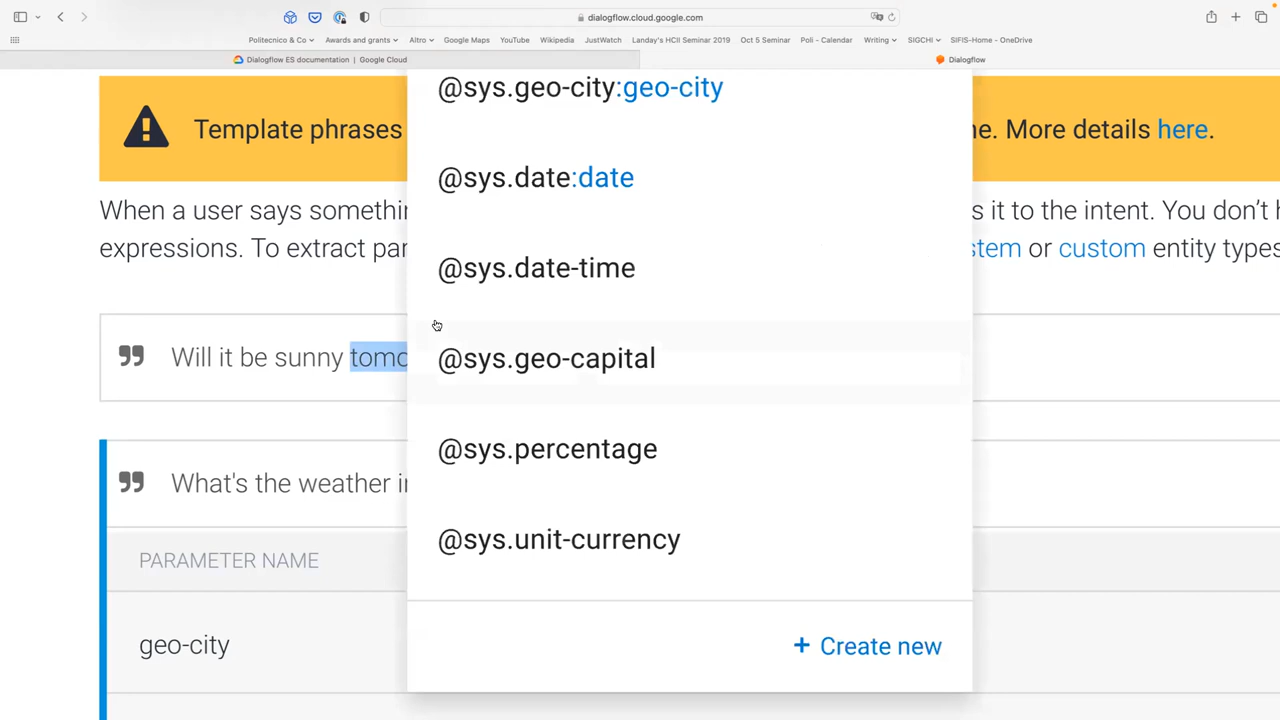 dialogflow.cloud.google.com
Politecnico & Co Awards and grants Altro Google Maps YouTube Wikipedia JustWatch Landay's HCII Seminar 2019 Oct 5 Seminar Poli - Calendar Writing SIGCHI SIFIS-Home - OneDrive
Dialogflow ES documentation | Google Cloud Dialogflow
@sys.geo-city:geo-city
Template phrases ne. More details here.
@sys.date:date
When a user says somethin s it to the intent. You don't h
expressions. To extract par stem or custom entity types
@sys.date-time
Will it be sunny tomo
@sys.geo-capital
@sys.percentage
What's the weather in
@sys.unit-currency
PARAMETER NAME
geo-city
+ Create new